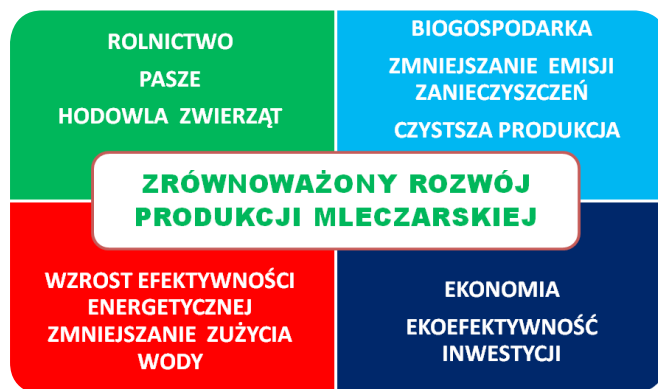 ROLNICTWO
PASZE
HODOWLA ZWIERZĄT
BIOGOSPODARKA
ZMNIEJSZANIE EMISJI
ZANIECZYSZCZEŃ
CZYSTSZA PRODUKCJA
ZRÓWNOWAŻONY ROZWÓJ
PRODUKCJI MLECZARSKIEJ
WZROST EFEKTYWNOŚCI
ENERGETYCZNEJ
ZMNIEJSZANIE ZUŻYCIA
WODY
EKONOMIA
EKOEFEKTYWNOŚĆ
INWESTYCJI